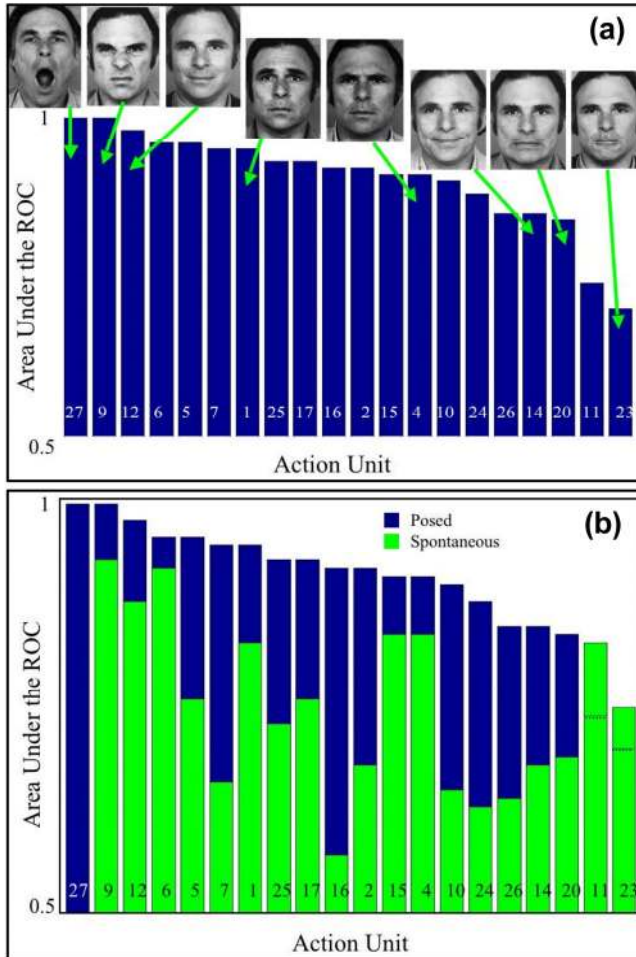 (a)
1
Area Under the ROC
27 9 12 6 5 7 1 25 17 16 2 15 4 10 24 26 14 20 11 23
0.5
Action Unit
(b)
1
Posed
Spontaneous
Area Under the ROC
27 9 12 6 5 7 1 25 17 16 2 15 4 10 24 26 14 20 11 23
0.5
Action Unit